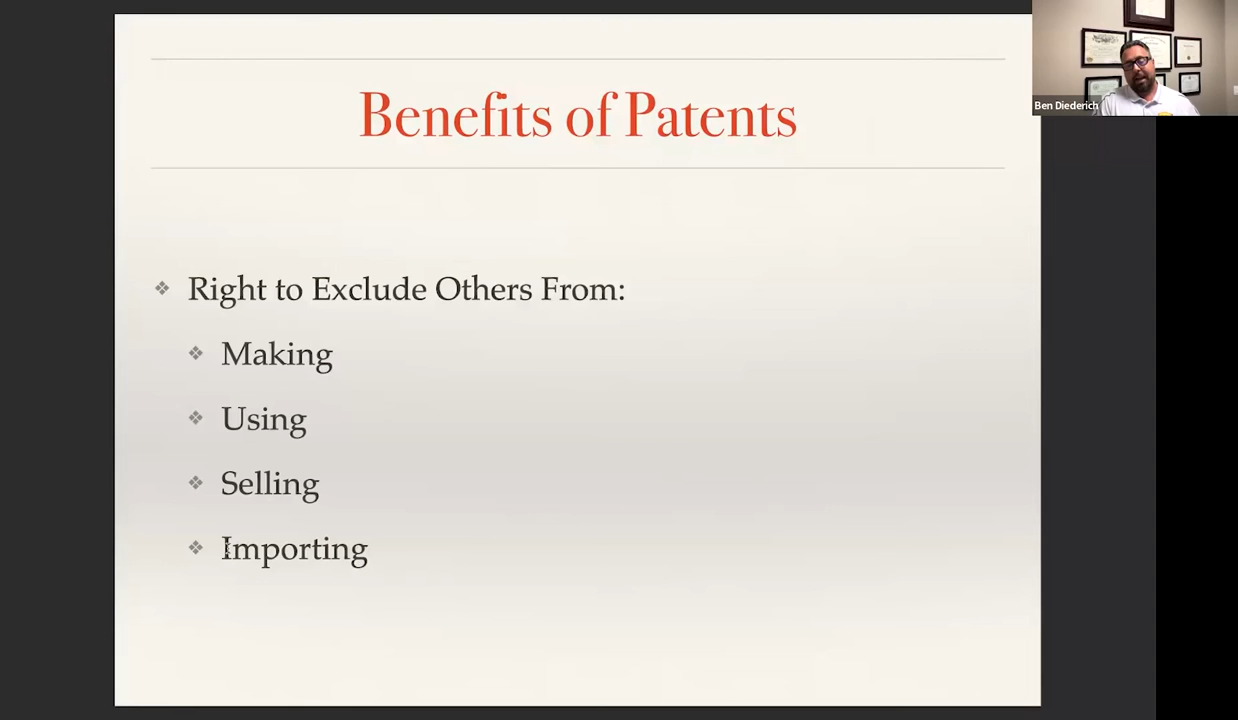 Benefits of Patents
Ben Diederich
Right to Exclude Others From:
Making
Using
Selling
Importing